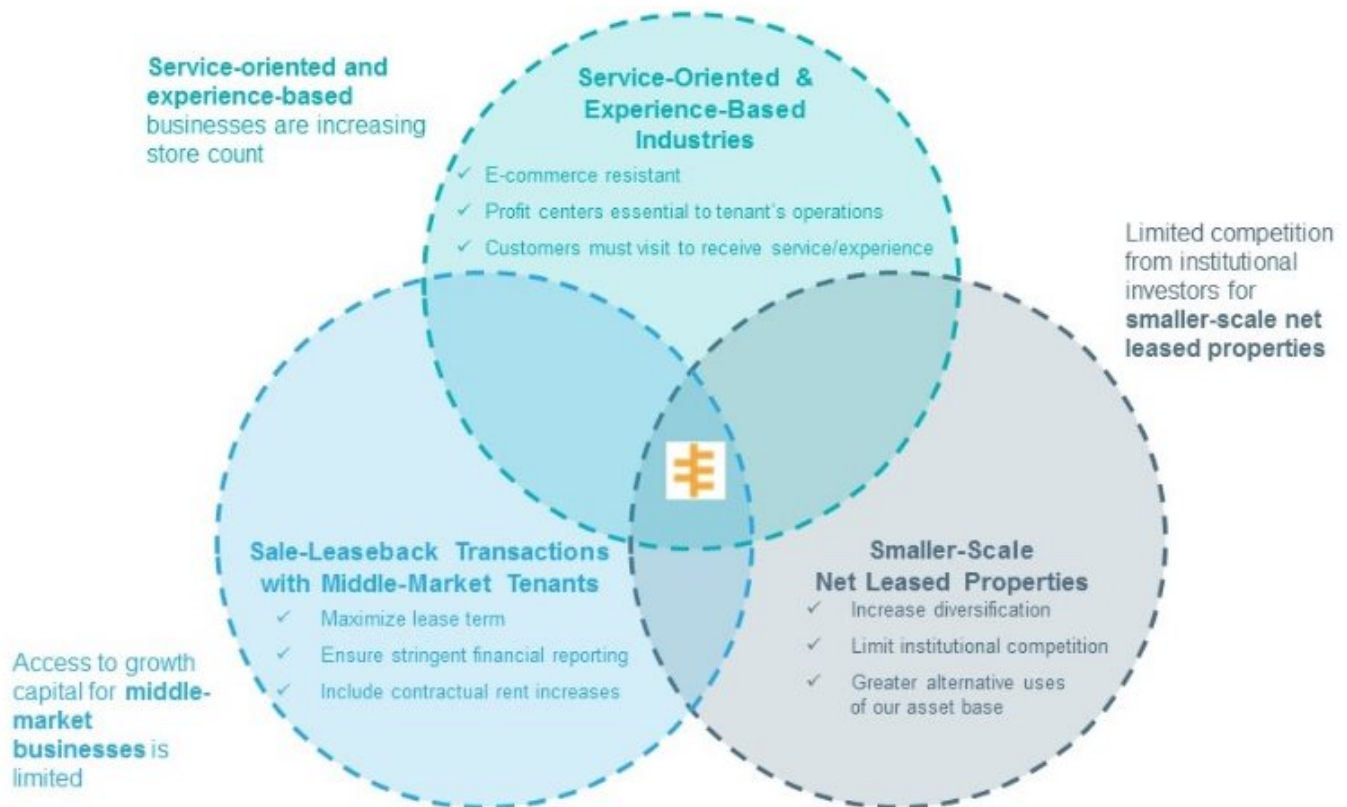 Service-oriented and
experience-based
businesses are increasing
store count
Service-Oriented &
Experience-Based
Industries
✓ E-commerce resistant
✓ Profit centers essential to tenant's operations
✓ Customers must visit to receive service/experience
Limited competition
from institutional
investors for
smaller-scale net
leased properties
Sale-Leaseback Transactions
with Middle-Market Tenants
✓ Maximize lease term
✓ Ensure stringent financial reporting
✓ Include contractual rent increases
Smaller-Scale
Net Leased Properties
✓ Increase diversification
✓ Limit institutional competition
✓ Greater alternative uses
of our asset base
Access to growth
capital for middle-
market
businesses is
limited